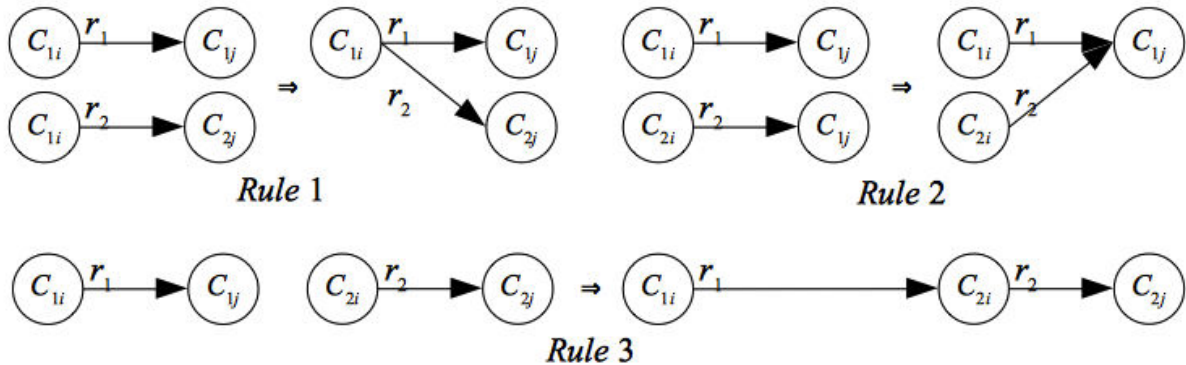 C1i r1 C1j C1i r1 C1j C1i r1 C1j C1i r1 C1j
⇒ ⇒
C1i r2 C2j r2 C2j C2i r2 C1j C2i r2
Rule 1 Rule 2
C1i r1 C1j C2i r2 C2j ⇒ C1i r1 C2i r2 C2j
Rule 3